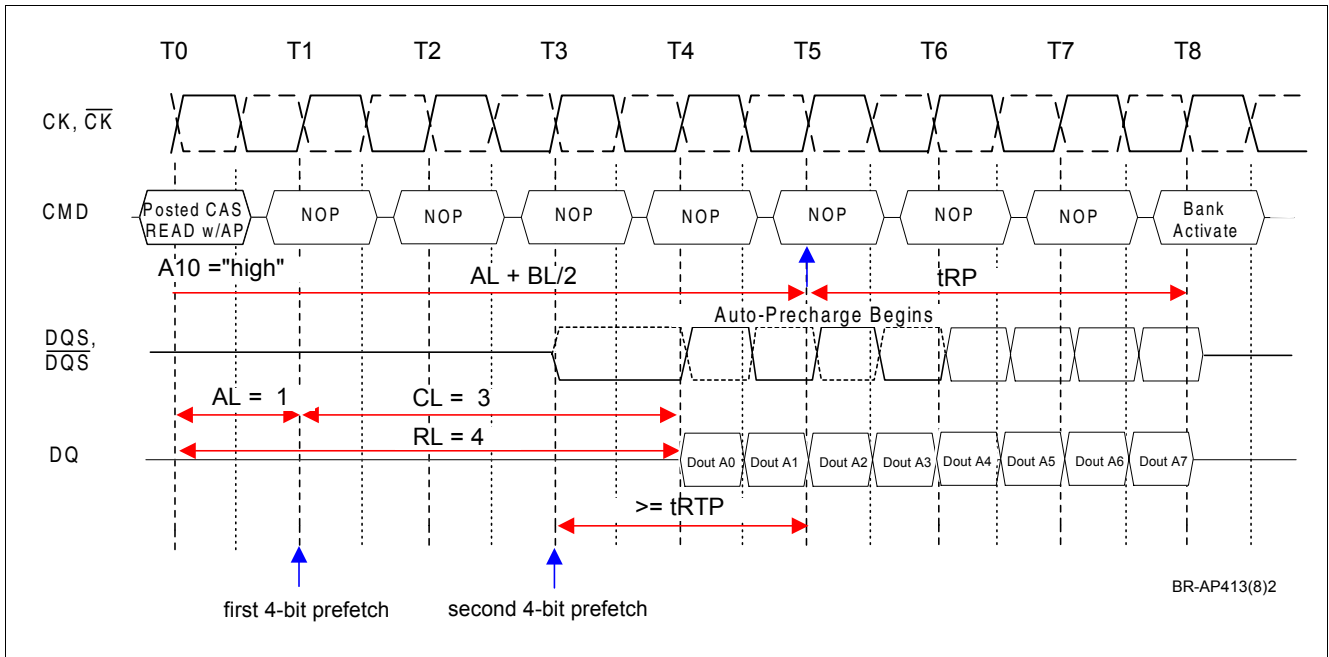 T0 T1 T2 T3 T4 T5 T6 T7 T8
CK, CK
CMD
Posted CAS
READ w/AP
NOP NOP NOP NOP NOP NOP NOP
Bank
Activate
A10 ="high"
AL + BL/2
tRP
Auto-Precharge Begins
DQS,
DQS
AL = 1
CL = 3
RL = 4
DQ
Dout A0 Dout A1 Dout A2 Dout A3 Dout A4 Dout A5 Dout A6 Dout A7
>= tRTP
first 4-bit prefetch
second 4-bit prefetch
BR-AP413(8)2